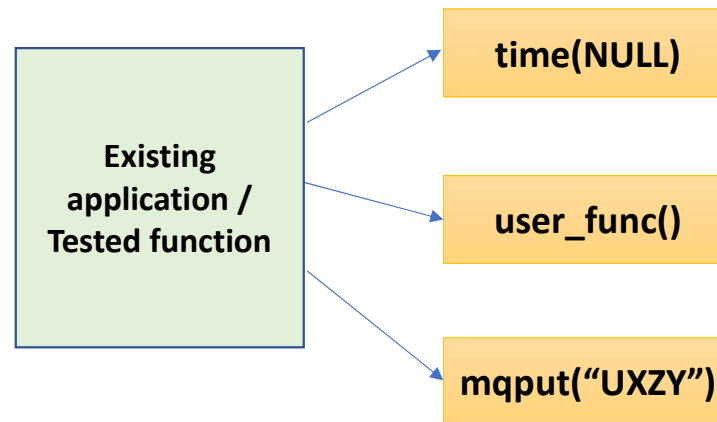 Existing
application /
Tested function
time(NULL)
user_func()
mqput(“UXZY”)